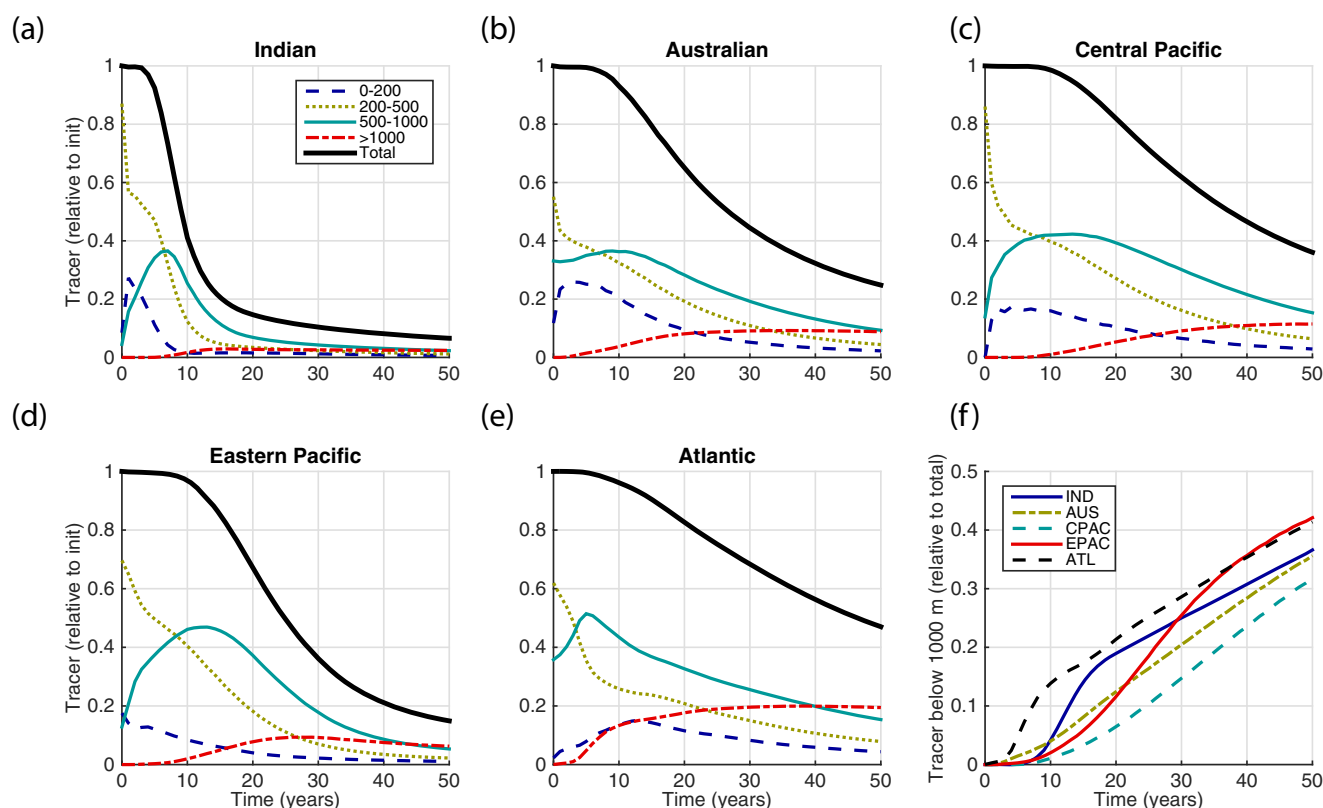 (a)
Indian
Tracer (relative to init)
1
0.8
0.6
0.4
0.2
0
0 10 20 30 40 50
0-200
200-500
500-1000
>1000
Total
(b)
Australian
1
0.8
0.6
0.4
0.2
0
0 10 20 30 40 50
(c)
Central Pacific
1
0.8
0.6
0.4
0.2
0
0 10 20 30 40 50
(d)
Eastern Pacific
Tracer (relative to init)
1
0.8
0.6
0.4
0.2
0
0 10 20 30 40 50
Time (years)
(e)
Atlantic
1
0.8
0.6
0.4
0.2
0
0 10 20 30 40 50
Time (years)
(f)
Tracer below 1000 m (relative to total)
0.5
0.4
0.3
0.2
0.1
0
0 10 20 30 40 50
Time (years)
IND
AUS
CPAC
EPAC
ATL